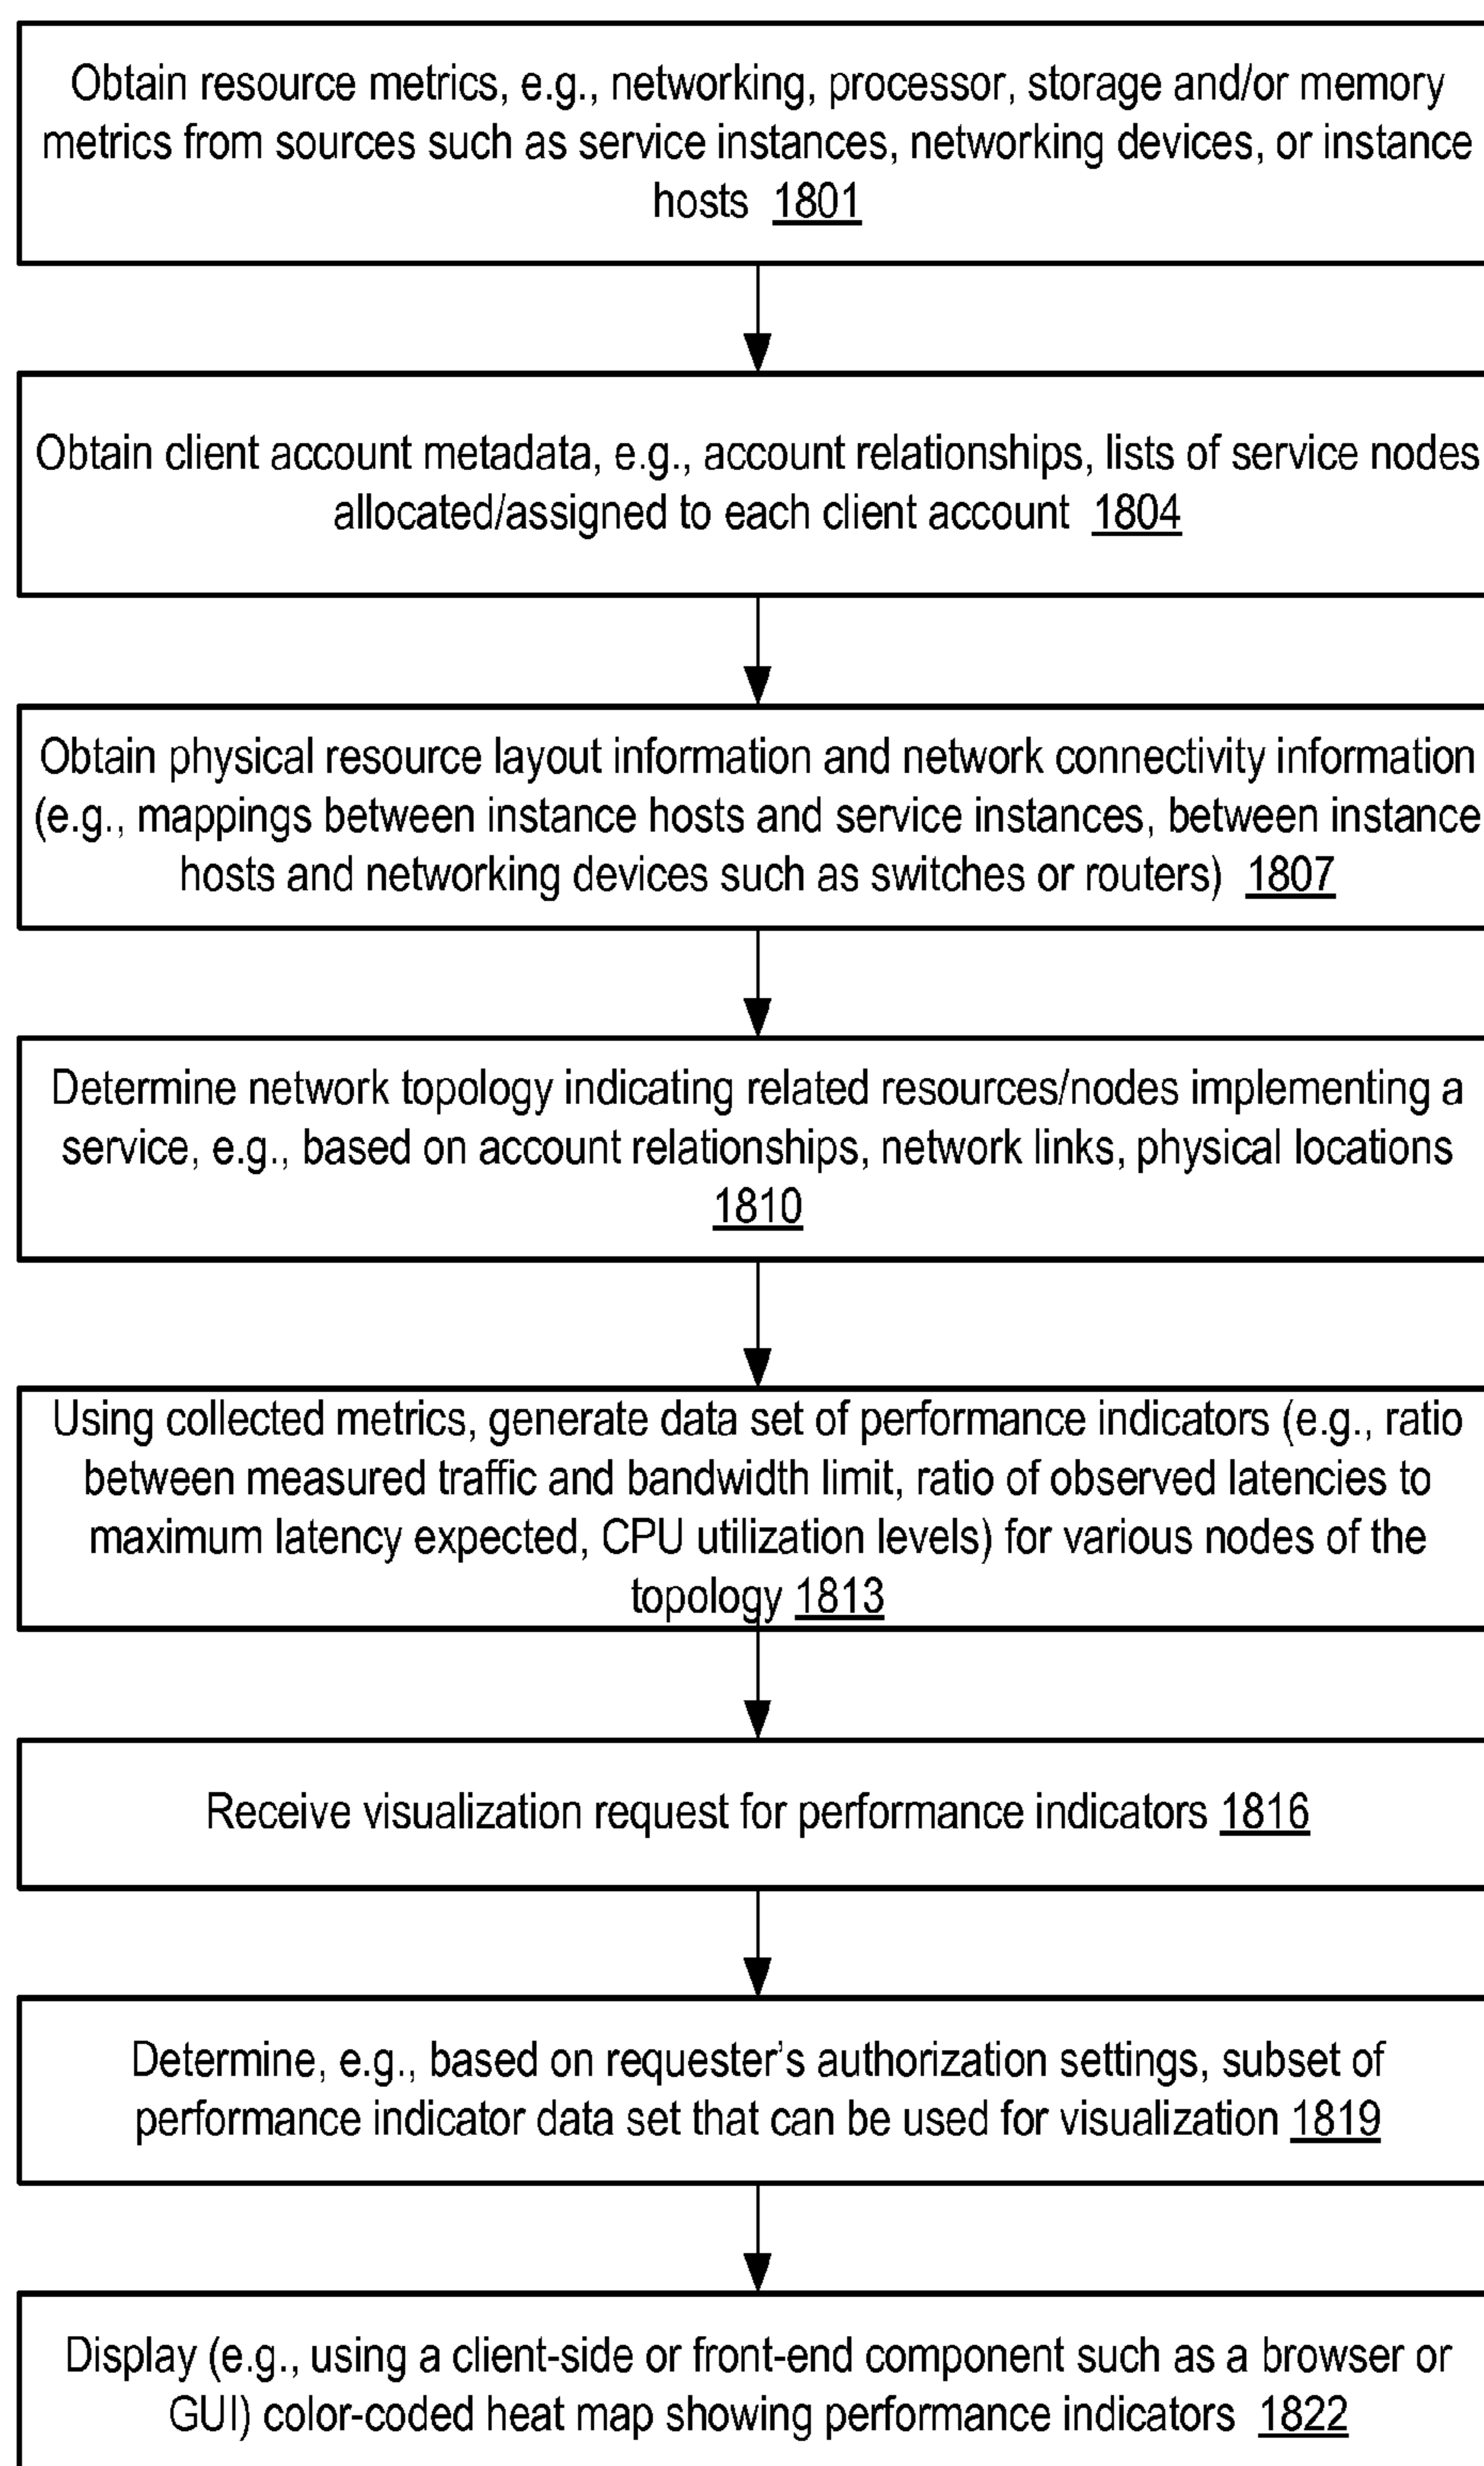 Obtain resource metrics, e.g., networking, processor, storage and/or memory
metrics from sources such as service instances, networking devices, or instance
hosts 1801
Obtain client account metadata, e.g., account relationships, lists of service nodes
allocated/assigned to each client account 1804
Obtain physical resource layout information and network connectivity information
(e.g., mappings between instance hosts and service instances, between instance
hosts and networking devices such as switches or routers) 1807
Determine network topology indicating related resources/nodes implementing a
service, e.g., based on account relationships, network links, physical locations
1810
Using collected metrics, generate data set of performance indicators (e.g., ratio
between measured traffic and bandwidth limit, ratio of observed latencies to
maximum latency expected, CPU utilization levels) for various nodes of the
topology 1813
Receive visualization request for performance indicators 1816
Determine, e.g., based on requester's authorization settings, subset of
performance indicator data set that can be used for visualization 1819
Display (e.g., using a client-side or front-end component such as a browser or
GUI) color-coded heat map showing performance indicators 1822